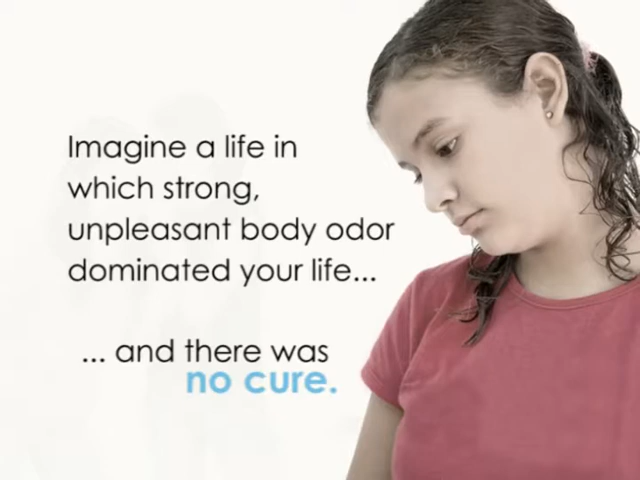 Imagine a life in
which strong,
unpleasant body odor
dominated your life...
... and there was
no cure.